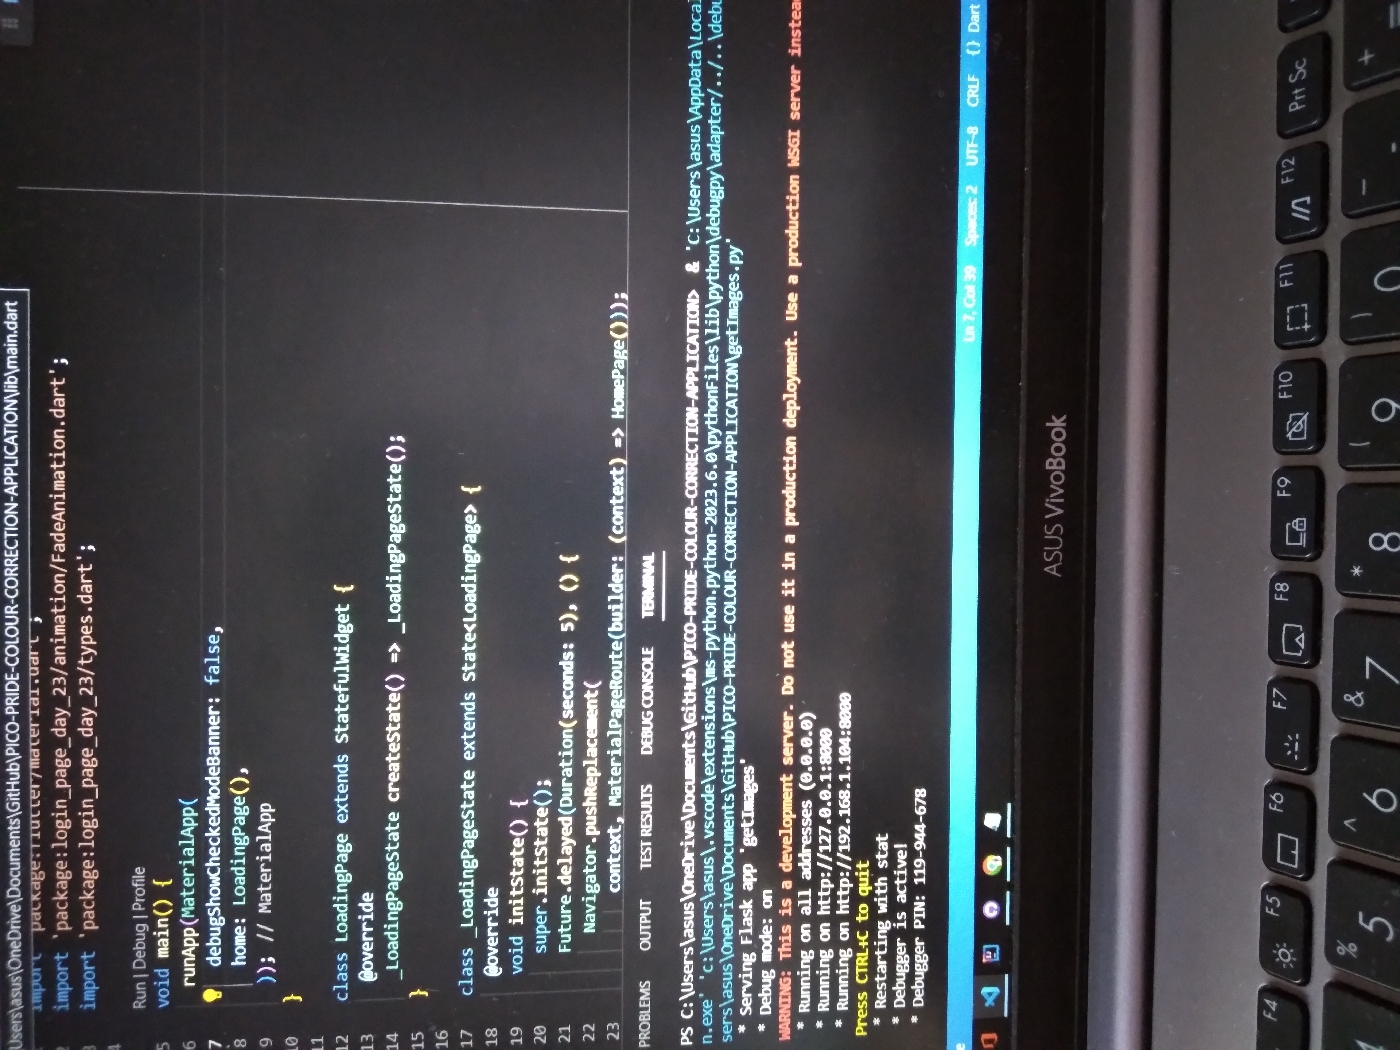 Users\asus\OneDrive\Documents\GitHub\PICO-PRIDE-COLOUR-CORRECTION-APPLICATION\lib\main.dart
import 'package:flutter/material.dart';
2 import 'package:login_page_day_23/animation/FadeAnimation.dart';
3 import 'package:login_page_day_23/types.dart';
4
Run | Debug | Profile
5 void main() {
6 runApp(MaterialApp(
7 debugShowCheckedModeBanner: false,
8 home: LoadingPage(),
9 )); // MaterialApp
10 }
11
12 class LoadingPage extends StatefulWidget {
13 @override
14 _LoadingPageState createState() => _LoadingPageState();
15 }
16
17 class _LoadingPageState extends State<LoadingPage> {
18 @override
19 void initState() {
20 super.initState();
21 Future.delayed(Duration(seconds: 5), () {
22 Navigator.pushReplacement(
23 context, MaterialPageRoute(builder: (context) => HomePage()));
PROBLEMS OUTPUT TEST RESULTS DEBUG CONSOLE TERMINAL
PS C:\Users\asus\OneDrive\Documents\GitHub\PICO-PRIDE-COLOUR-CORRECTION-APPLICATION> & 'C:\Users\asus\AppData\Local
n.exe' 'c:\Users\asus\.vscode\extensions\ms-python.python-2023.6.0\pythonFiles\lib\python\debugpy\adapter/../..\debu
sers\asus\OneDrive\Documents\GitHub\PICO-PRIDE-COLOUR-CORRECTION-APPLICATION\getImages.py'
* Serving Flask app 'getImages'
* Debug mode: on
WARNING: This is a development server. Do not use it in a production deployment. Use a production WSGI server instea
* Running on all addresses (0.0.0.0)
* Running on http://127.0.0.1:8000
* Running on http://192.168.1.104:8000
Press CTRL+C to quit
* Restarting with stat
* Debugger is active!
* Debugger PIN: 119-944-678
e Ln 7, Col 39 Spaces: 2 UTF-8 CRLF {} Dart
ASUS VivoBook
F4 F5 F6 F7 F8 F9 F10 F11 F12 Prt Sc
% ^ & * ( ) _ +
4 5 6 7 8 9 0 - =